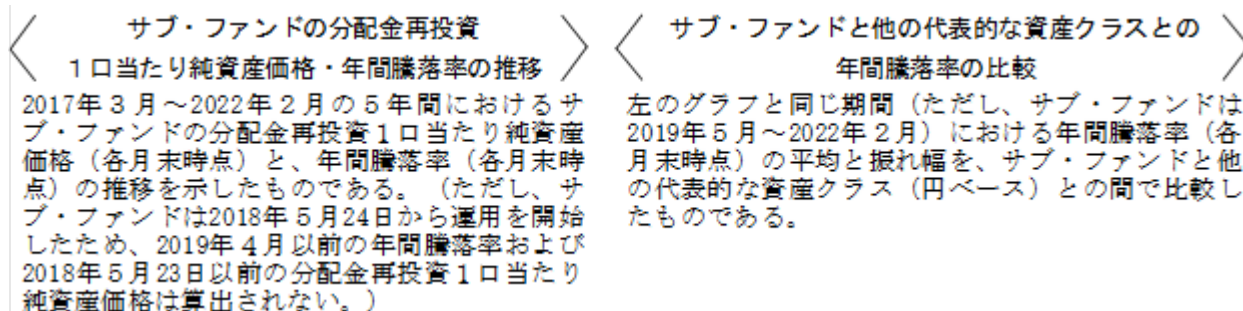 サブ・ファンドの分配金再投資
1口当たり純資産価格・年間騰落率の推移
2017年3月~2022年2月の5年間におけるサ
ブ・ファンドの分配金再投資1口当たり純資産
価格(各月末時点)と、年間騰落率(各月末時
点)の推移を示したものである。(ただし、サ
ブ・ファンドは2018年5月24日から運用を開始
したため、2019年4月以前の年間騰落率および
2018年5月23日以前の分配金再投資1口当たり
純資産価格は算出されない。)
サブ・ファンドと他の代表的な資産クラスとの
年間騰落率の比較
左のグラフと同じ期間(ただし、サブ・ファンドは
2019年5月~2022年2月)における年間騰落率(各
月末時点)の平均と振れ幅を、サブ・ファンドと他
の代表的な資産クラス(円ベース)との間で比較し
たものである。